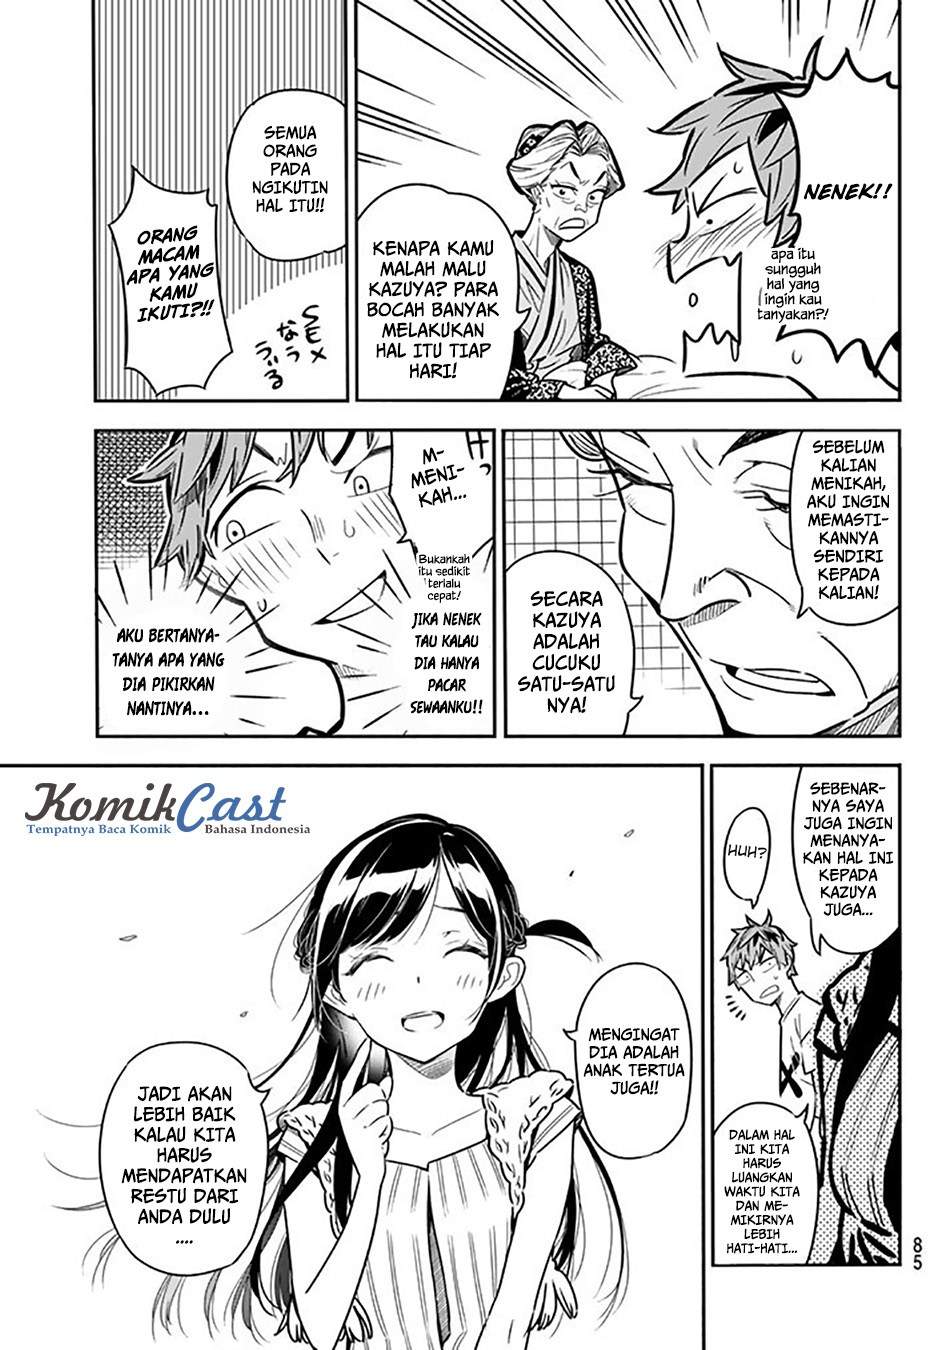 NENEK!!
apa itu
sungguh
hal yang
ingin kau
tanyakan?!
KENAPA KAMU
MALAH MALU
KAZUYA? PARA
BOCAH BANYAK
MELAKUKAN
HAL ITU TIAP
HARI!
SEMUA
ORANG
PADA
NGIKUTIN
HAL ITU!!
ORANG
MACAM
APA YANG
KAMU
IKUTI?!!
SEX
なう
うぃる
SEBELUM
KALIAN
MENIKAH,
AKU INGIN
MEMASTI-
KANNYA
SENDIRI
KEPADA
KALIAN!
SECARA
KAZUYA
ADALAH
CUCUKU
SATU-SATU
NYA!
M-
MENI-
KAH...
Bukankah
itu sedikit
terlalu
cepat!
JIKA NENEK
TAU KALAU
DIA HANYA
PACAR
SEWAANKU!!
AKU BERTANYA-
TANYA APA YANG
DIA PIKIRKAN
NANTINYA...
SEBENAR-
NYA SAYA
JUGA INGIN
MENANYA-
KAN HAL INI
KEPADA
KAZUYA
JUGA...
HUH?
DALAM HAL
INI KITA
HARUS
LUANGKAN
WAKTU KITA
DAN ME-
MIKIRNYA
LEBIH
HATI-HATI...
KomikCast
Tempatnya Baca Komik Bahasa Indonesia
MENGINGAT
DIA ADALAH
ANAK TERTUA
JUGA!!
JADI AKAN
LEBIH BAIK
KALAU KITA
HARUS
MENDAPATKAN
RESTU DARI
ANDA DULU
....
85